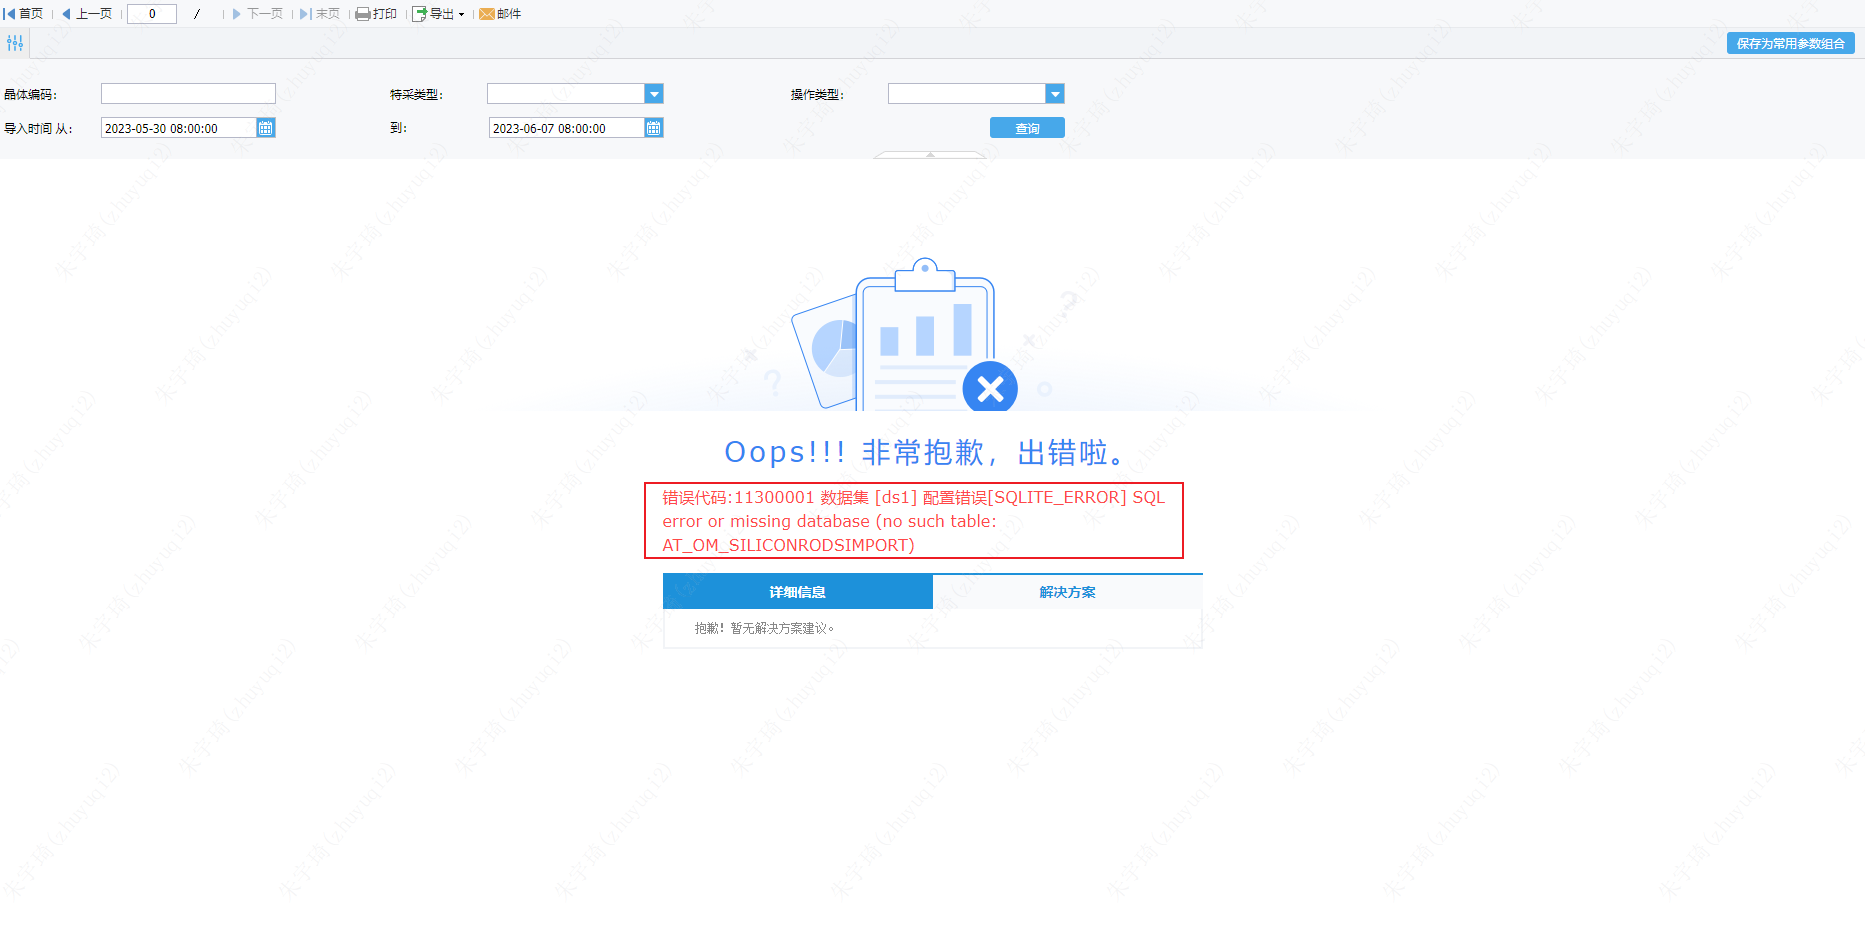 首页 上一页 0 / 下一页 末页 打印 导出 邮件
保存为常用参数组合
晶体编码: 特采类型: 操作类型:
导入时间 从: 2023-05-30 08:00:00 到: 2023-06-07 08:00:00 查询
Oops!!! 非常抱歉，出错啦。
错误代码:11300001 数据集 [ds1] 配置错误[SQLITE_ERROR] SQL
error or missing database (no such table:
AT_OM_SILICONRODSIMPORT)
详细信息 解决方案
抱歉！暂无解决方案建议。
朱宇琦(zhuyuqi2)